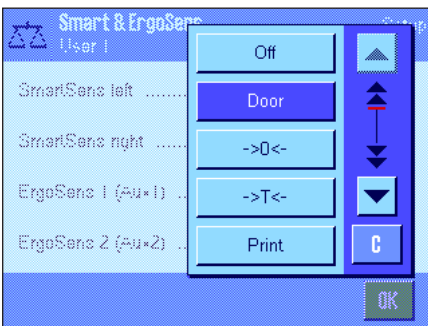 Smart & ErgoSens
Setup
User 1
SmartSens left ........
SmartSens right ......
ErgoSens 1 (Aux1) ..
ErgoSens 2 (Aux2) ..
Off
Door
->0<-
->T<-
Print
C
OK